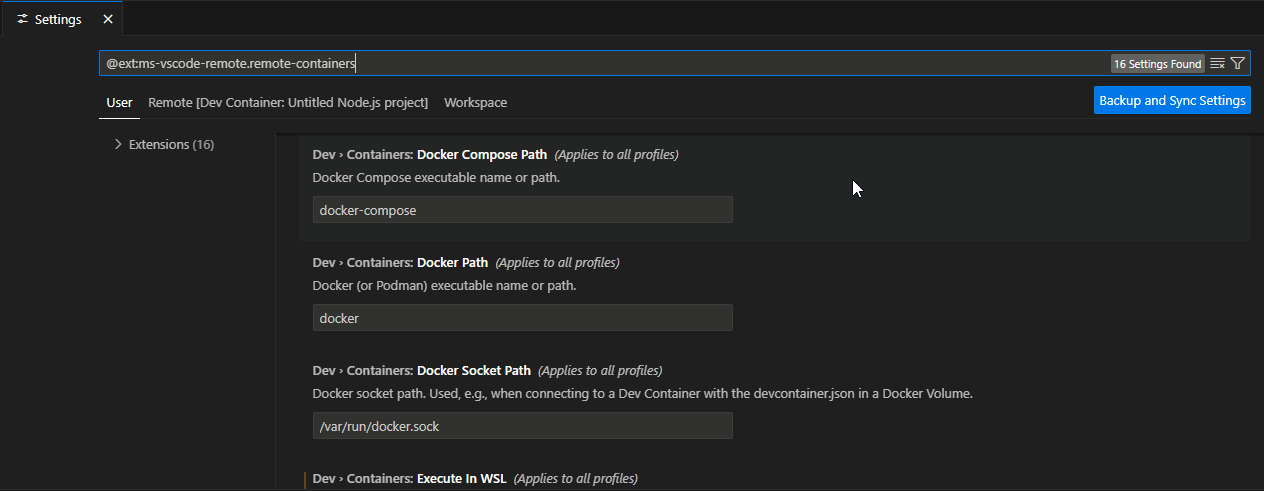 Settings
@ext:ms-vscode-remote.remote-containers
16 Settings Found
User Remote [Dev Container: Untitled Node.js project] Workspace
Backup and Sync Settings
Extensions (16)
Dev › Containers: Docker Compose Path (Applies to all profiles)
Docker Compose executable name or path.
docker-compose
Dev › Containers: Docker Path (Applies to all profiles)
Docker (or Podman) executable name or path.
docker
Dev › Containers: Docker Socket Path (Applies to all profiles)
Docker socket path. Used, e.g., when connecting to a Dev Container with the devcontainer.json in a Docker Volume.
/var/run/docker.sock
Dev › Containers: Execute In WSL (Applies to all profiles)